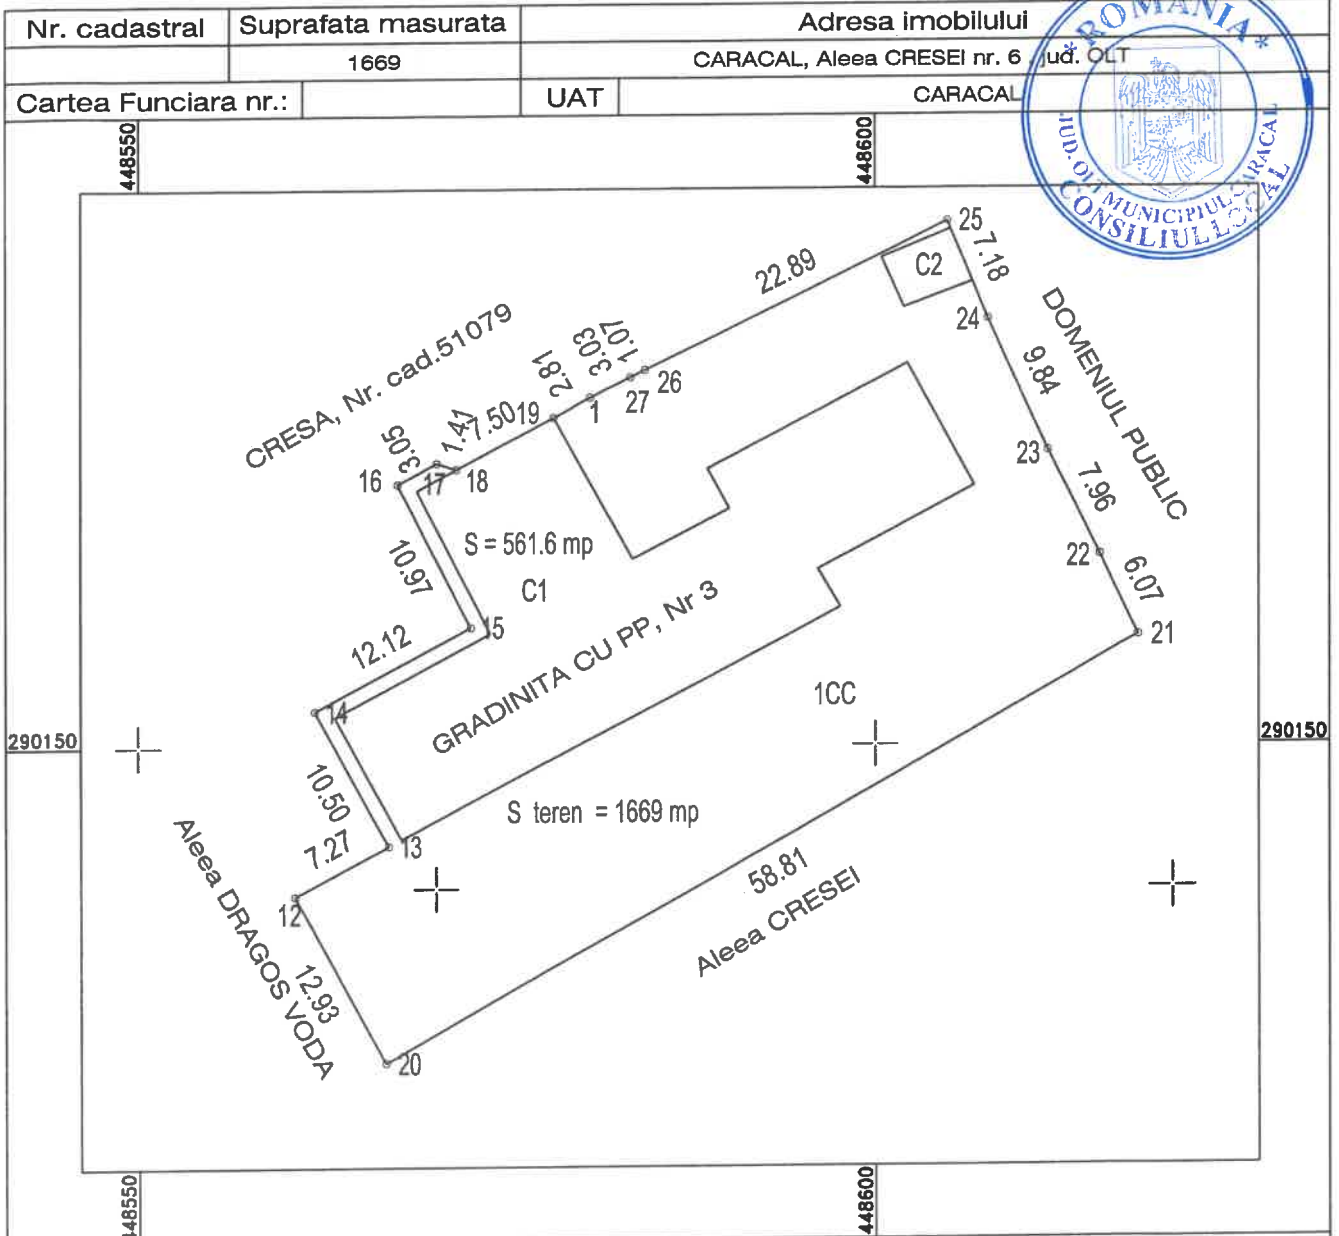 Nr. cadastral Suprafata masurata Adresa imobilului
1669 CARACAL, Aleea CRESEI nr. 6 , jud. OLT
Cartea Funciara nr.: UAT CARACAL
* ROMÂNIA *
JUD. OLT MUNICIPIUL CARACAL
CONSILIUL LOCAL
448550 448600
25
7.18
C2
22.89
24
DOMENIUL PUBLIC
CRESA, Nr. cad.51079
2.81 3.03 1.07
26
27
1
19
9.84
7.50
1.41
3.05
16 17 18
23
7.96
S = 561.6 mp
10.97
C1
22
6.07
15
21
12.12
GRADINITA CU PP, Nr 3
1CC
14
290150 290150
10.50
S teren = 1669 mp
13
7.27
58.81
Aleea CRESEI
12
Aleea DRAGOS VODA
12.93
20
448550 448600